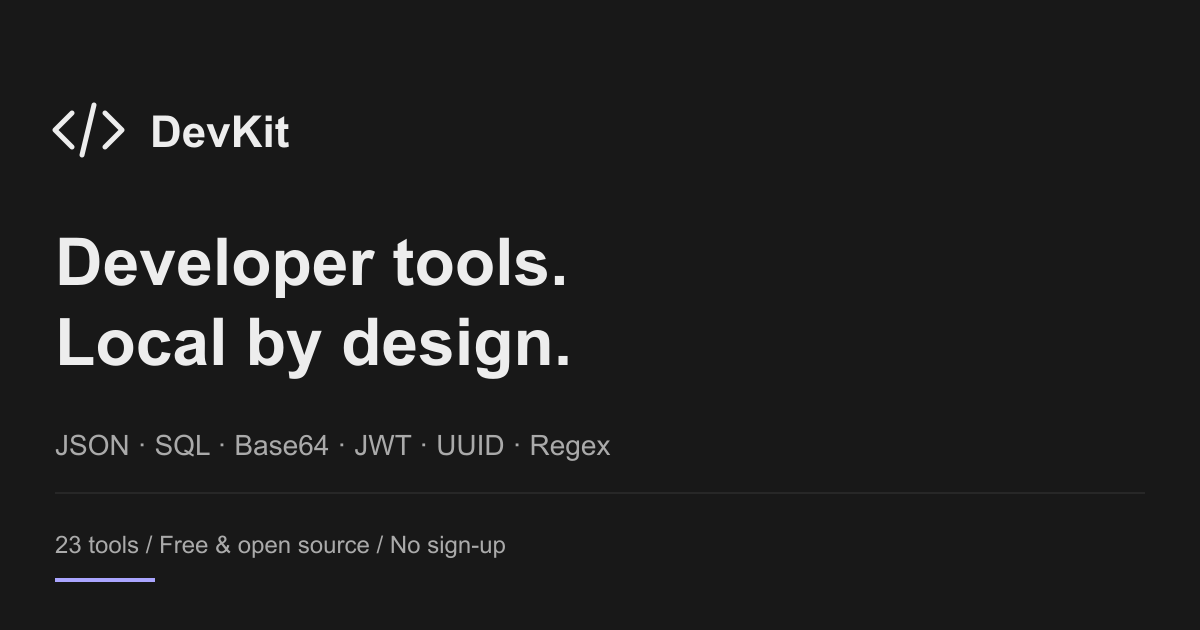 DevKit
Developer tools.
Local by design.
JSON · SQL · Base64 · JWT · UUID · Regex
23 tools / Free & open source / No sign-up